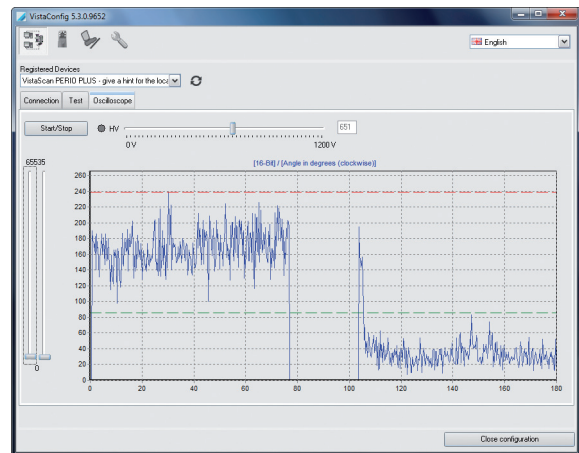 VistaConfig 5.3.0.9652
English
Registered Devices
VistaScan PERIO PLUS - give a hint for the loca
Connection Test Oscilloscope
Start/Stop HV 651
0 V 1200 V
65535 [16-Bit] / [Angle in degrees (clockwise)]
260
240
220
200
180
160
140
120
100
80
60
40
20
0 0
0 20 40 60 80 100 120 140 160 180
Close configuration